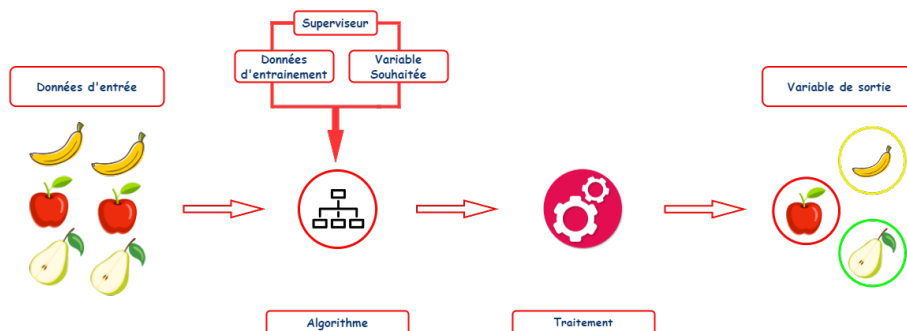 Superviseur
Données
d'entrainement
Variable
Souhaitée
Données d'entrée
Variable de sortie
Algorithme
Traitement